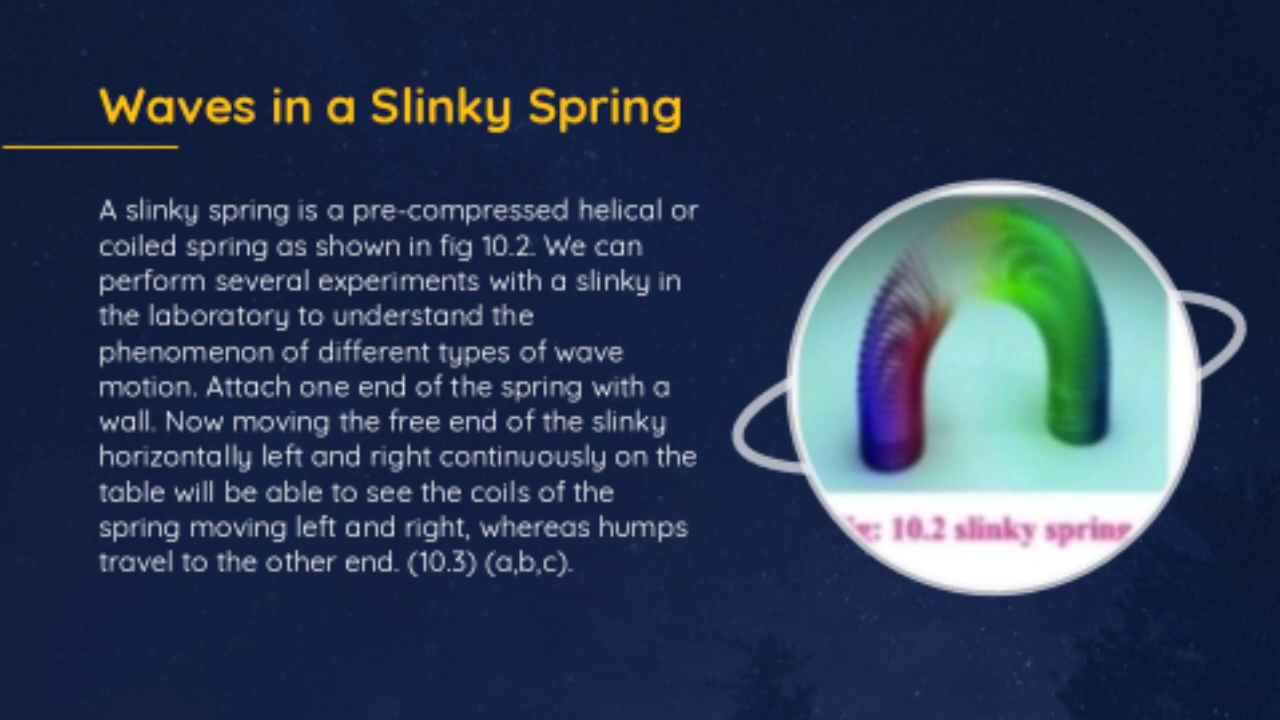 Waves in a Slinky Spring
A slinky spring is a pre-compressed helical or
coiled spring as shown in fig 10.2. We can
perform several experiments with a slinky in
the laboratory to understand the
phenomenon of different types of wave
motion. Attach one end of the spring with a
wall. Now moving the free end of the slinky
horizontally left and right continuously on the
table will be able to see the coils of the
spring moving left and right, whereas humps
travel to the other end. (10.3) (a,b,c).
10.2 slinky spring